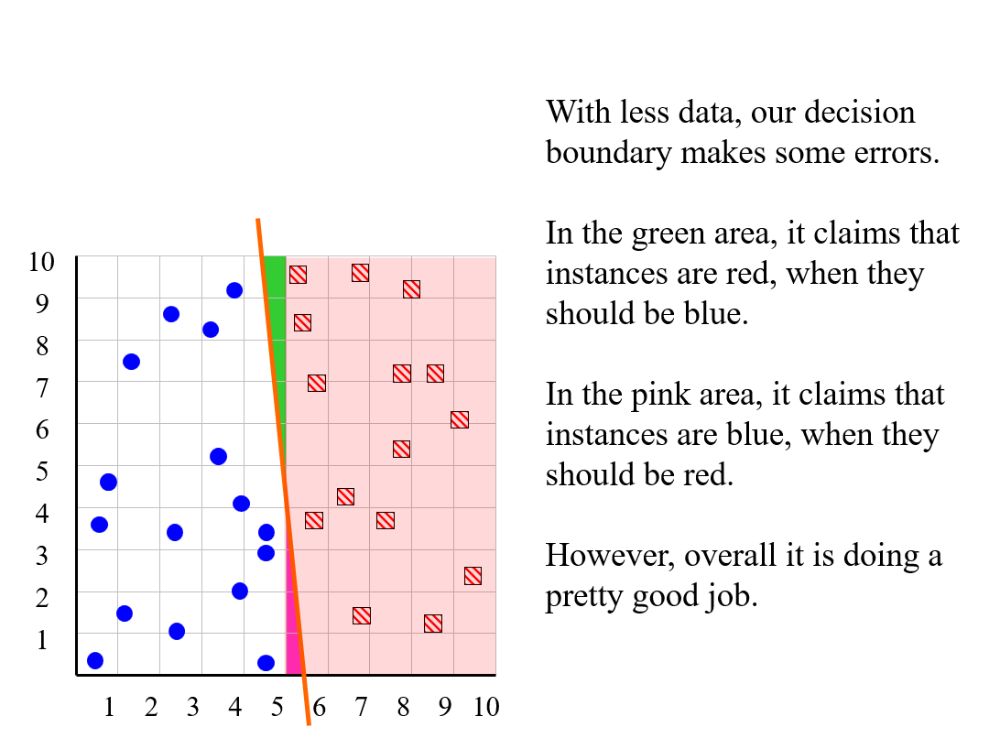 With less data, our decision
boundary makes some errors.
In the green area, it claims that
instances are red, when they
should be blue.
In the pink area, it claims that
instances are blue, when they
should be red.
However, overall it is doing a
pretty good job.
10
9
8
7
6
5
4
3
2
1
1 2 3 4 5 6 7 8 9 10